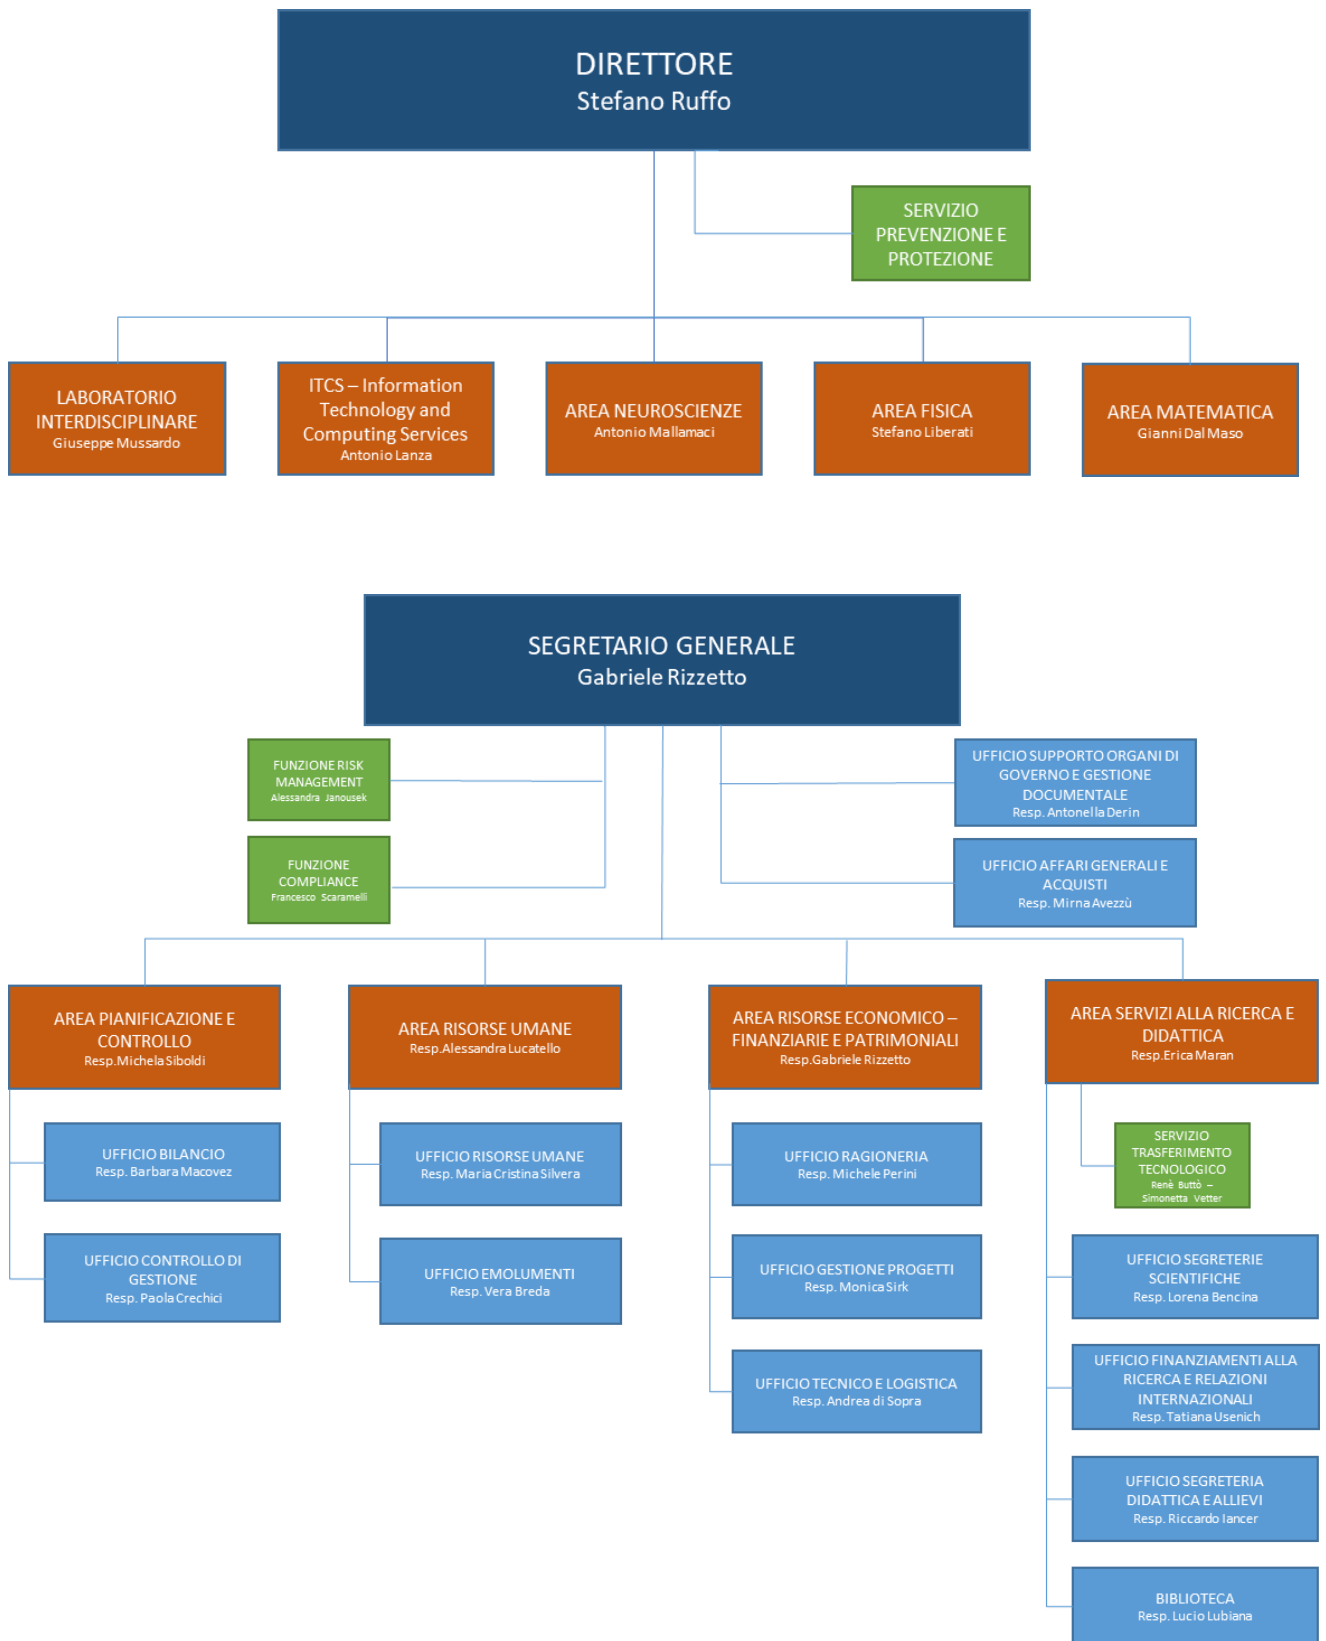 DIRETTORE
Stefano Ruffo
SERVIZIO
PREVENZIONE E
PROTEZIONE
LABORATORIO
INTERDISCIPLINARE
Giuseppe Mussardo
ITCS – Information
Technology and
Computing Services
Antonio Lanza
AREA NEUROSCIENZE
Antonio Mallamaci
AREA FISICA
Stefano Liberati
AREA MATEMATICA
Gianni Dal Maso
SEGRETARIO GENERALE
Gabriele Rizzetto
FUNZIONE RISK
MANAGEMENT
Alessandra Janousek
FUNZIONE
COMPLIANCE
Francesco Scaramelli
UFFICIO SUPPORTO ORGANI DI
GOVERNO E GESTIONE
DOCUMENTALE
Resp. Antonella Derin
UFFICIO AFFARI GENERALI E
ACQUISTI
Resp. Mirna Avezzù
AREA PIANIFICAZIONE E
CONTROLLO
Resp.Michela Siboldi
UFFICIO BILANCIO
Resp. Barbara Macovez
UFFICIO CONTROLLO DI
GESTIONE
Resp. Paola Crechici
AREA RISORSE UMANE
Resp.Alessandra Lucatello
UFFICIO RISORSE UMANE
Resp. Maria Cristina Silvera
UFFICIO EMOLUMENTI
Resp. Vera Breda
AREA RISORSE ECONOMICO –
FINANZIARIE E PATRIMONIALI
Resp.Gabriele Rizzetto
UFFICIO RAGIONERIA
Resp. Michele Perini
UFFICIO GESTIONE PROGETTI
Resp. Monica Sirk
UFFICIO TECNICO E LOGISTICA
Resp. Andrea di Sopra
AREA SERVIZI ALLA RICERCA E
DIDATTICA
Resp.Erica Maran
SERVIZIO
TRASFERIMENTO
TECNOLOGICO
Renè Buttò –
Simonetta Vetter
UFFICIO SEGRETERIE
SCIENTIFICHE
Resp. Lorena Bencina
UFFICIO FINANZIAMENTI ALLA
RICERCA E RELAZIONI
INTERNAZIONALI
Resp. Tatiana Usenich
UFFICIO SEGRETERIA
DIDATTICA E ALLIEVI
Resp. Riccardo Iancer
BIBLIOTECA
Resp. Lucio Lubiana